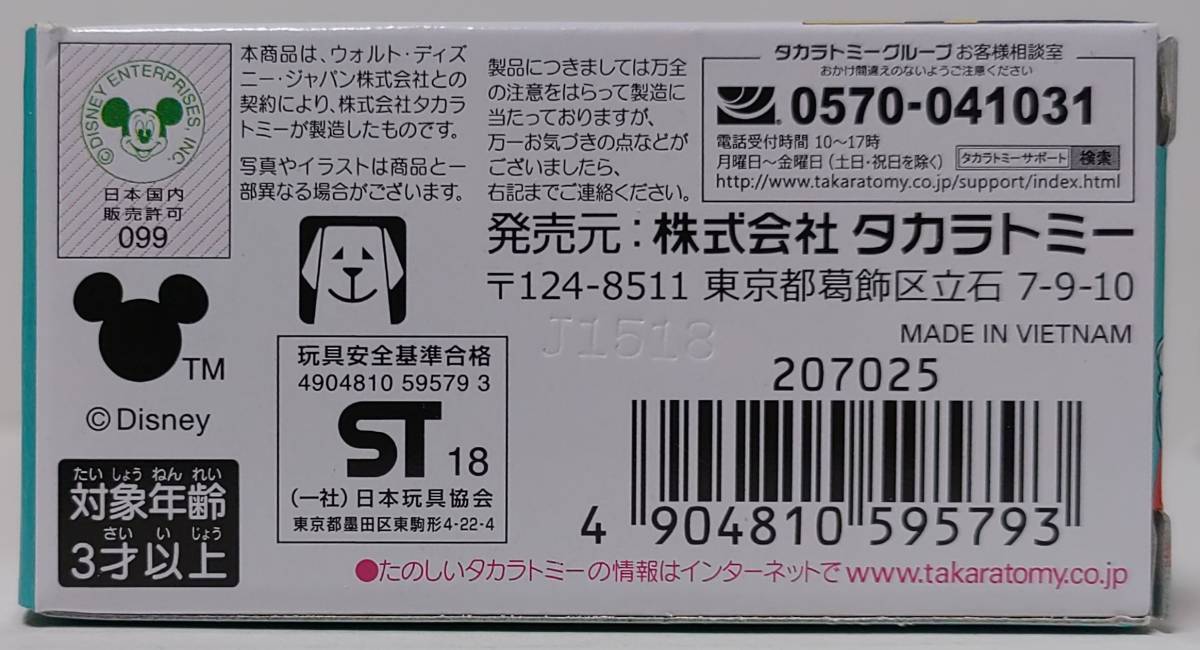 ©DISNEY ENTERPRISES, INC
日本国内
販売許可
099
TM
©Disney
たいしょうねんれい
対象年齢
さいいじょう
3才以上
本商品は、ウォルト・ディズ
ニー・ジャパン株式会社との
契約により、株式会社タカラ
トミーが製造したものです。
写真やイラストは商品と一
部異なる場合がございます。
玩具安全基準合格
4904810 59579 3
ST 18
(一社)日本玩具協会
東京都墨田区東駒形4-22-4
製品につきましては万全
の注意をはらって製造に
当たっておりますが、
万一お気づきの点などが
ございましたら、
右記までご連絡ください。
タカラトミーグループ お客様相談室
おかけ間違えのないようご注意ください
0570-041031
電話受付時間 10〜17時
月曜日〜金曜日(土日・祝日を除く) タカラトミーサポート 検索
http://www.takaratomy.co.jp/support/index.html
発売元:株式会社 タカラトミー
〒124-8511 東京都葛飾区立石 7-9-10
J1518
MADE IN VIETNAM
207025
4 904810 595793
●たのしいタカラトミーの情報はインターネットで www.takaratomy.co.jp